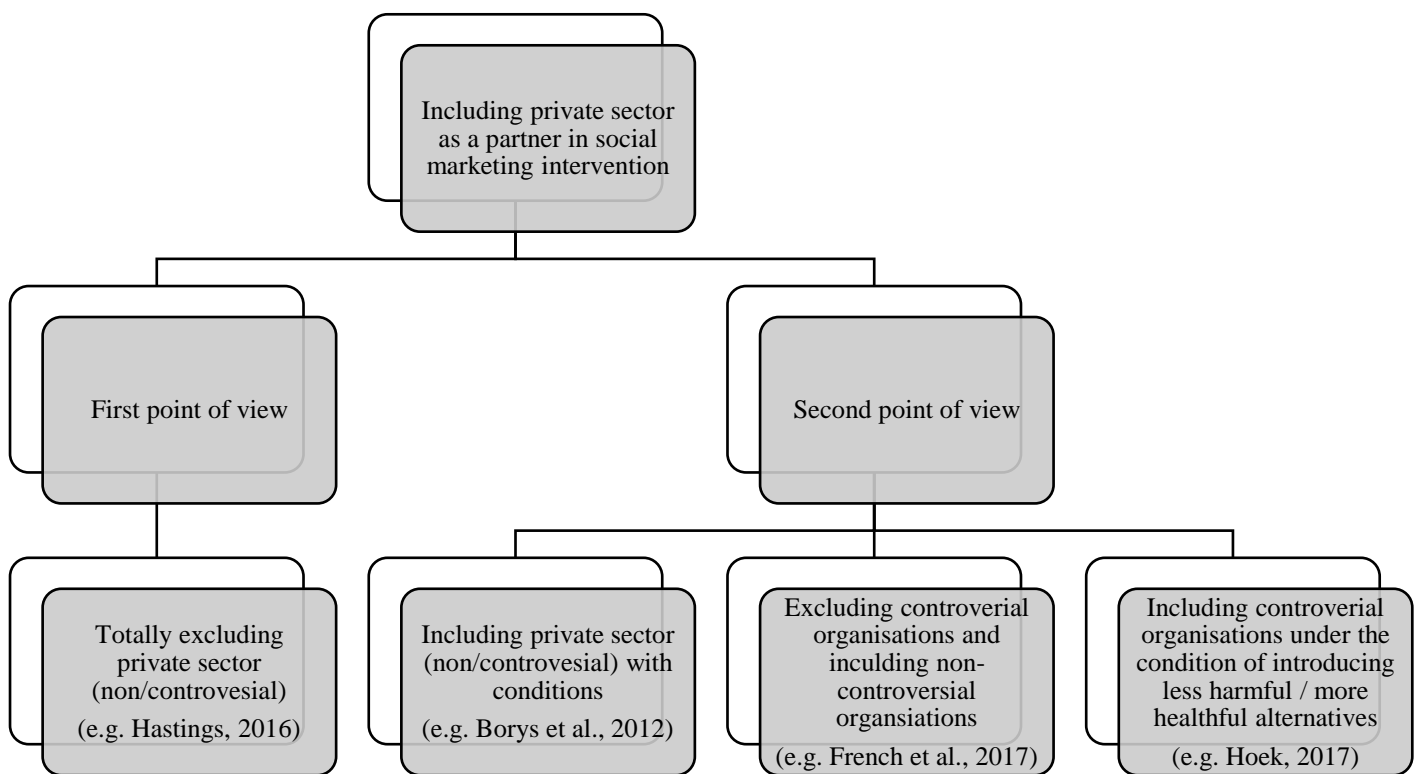 Including private sector
as a partner in social
marketing intervention
First point of view
Second point of view
Totally excluding
private sector
(non/controvesial)
(e.g. Hastings, 2016)
Including private sector
(non/controvesial) with
conditions
(e.g. Borys et al., 2012)
Excluding controverial
organisations and
inculding non-
controversial
organsiations
(e.g. French et al., 2017)
Including controverial
organisations under the
condition of introducing
less harmful / more
healthful alternatives
(e.g. Hoek, 2017)